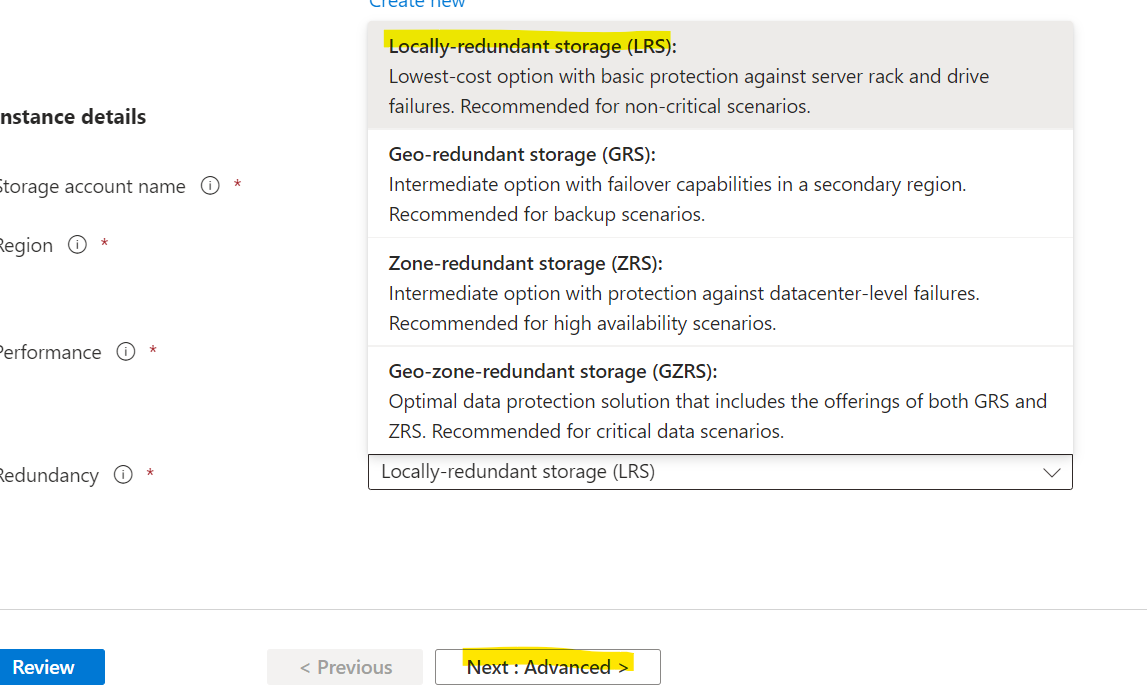 Create new
Locally-redundant storage (LRS):
Lowest-cost option with basic protection against server rack and drive
failures. Recommended for non-critical scenarios.
nstance details
Geo-redundant storage (GRS):
Storage account name
*
Intermediate option with failover capabilities in a secondary region.
Recommended for backup scenarios.
Region
*
Zone-redundant storage (ZRS):
Intermediate option with protection against datacenter-level failures.
Recommended for high availability scenarios.
Performance
*
Geo-zone-redundant storage (GZRS):
Optimal data protection solution that includes the offerings of both GRS and
ZRS. Recommended for critical data scenarios.
Redundancy
*
Locally-redundant storage (LRS)
Review
< Previous
Next : Advanced >